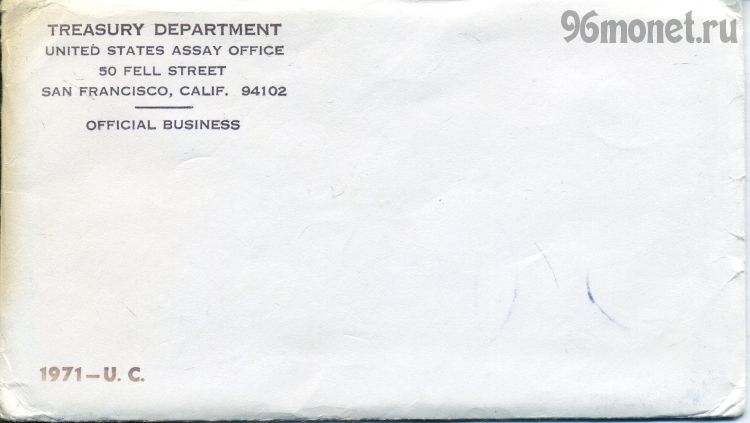 96monet.ru
TREASURY DEPARTMENT
UNITED STATES ASSAY OFFICE
50 FELL STREET
SAN FRANCISCO, CALIF. 94102
OFFICIAL BUSINESS
1971–U. C.